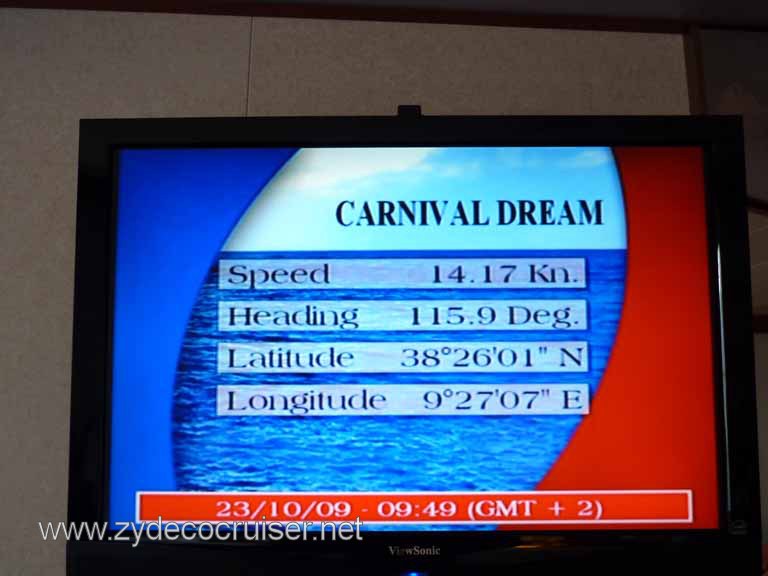 CARNIVAL DREAM
Speed 14.17 Kn.
Heading 115.9 Deg.
Latitude 38°26'01" N
Longitude 9°27'07" E
23/10/09 - 09:49 (GMT + 2)
www.zydecocruiser.net
ViewSonic